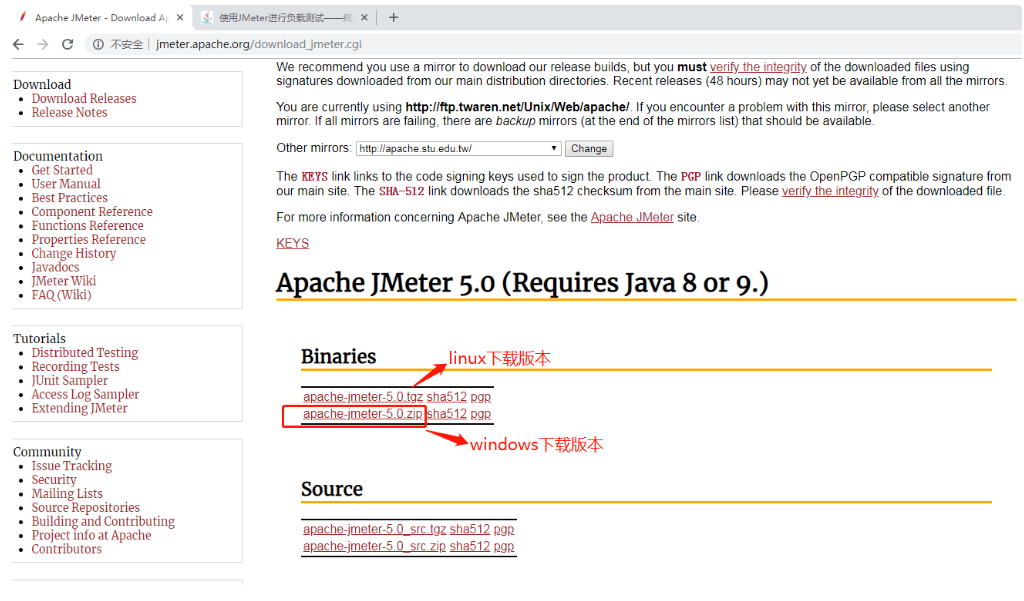 Apache JMeter - Download Ap
使用JMeter进行负载测试——终
不安全 jmeter.apache.org/download_jmeter.cgi
Download
Download Releases
Release Notes
Documentation
Get Started
User Manual
Best Practices
Component Reference
Functions Reference
Properties Reference
Change History
Javadocs
JMeter Wiki
FAQ (Wiki)
Tutorials
Distributed Testing
Recording Tests
JUnit Sampler
Access Log Sampler
Extending JMeter
Community
Issue Tracking
Security
Mailing Lists
Source Repositories
Building and Contributing
Project info at Apache
Contributors
We recommend you use a mirror to download our release builds, but you must verify the integrity of the downloaded files using
signatures downloaded from our main distribution directories. Recent releases (48 hours) may not yet be available from all the mirrors.
You are currently using http://ftp.twaren.net/Unix/Web/apache/. If you encounter a problem with this mirror, please select another
mirror. If all mirrors are failing, there are backup mirrors (at the end of the mirrors list) that should be available.
Other mirrors: http://apache.stu.edu.tw/ Change
The KEYS link links to the code signing keys used to sign the product. The PGP link downloads the OpenPGP compatible signature from
our main site. The SHA-512 link downloads the sha512 checksum from the main site. Please verify the integrity of the downloaded file.
For more information concerning Apache JMeter, see the Apache JMeter site.
KEYS
Apache JMeter 5.0 (Requires Java 8 or 9.)
Binaries
linux下载版本
apache-jmeter-5.0.tgz sha512 pgp
apache-jmeter-5.0.zip sha512 pgp
windows下载版本
Source
apache-jmeter-5.0_src.tgz sha512 pgp
apache-jmeter-5.0_src.zip sha512 pgp